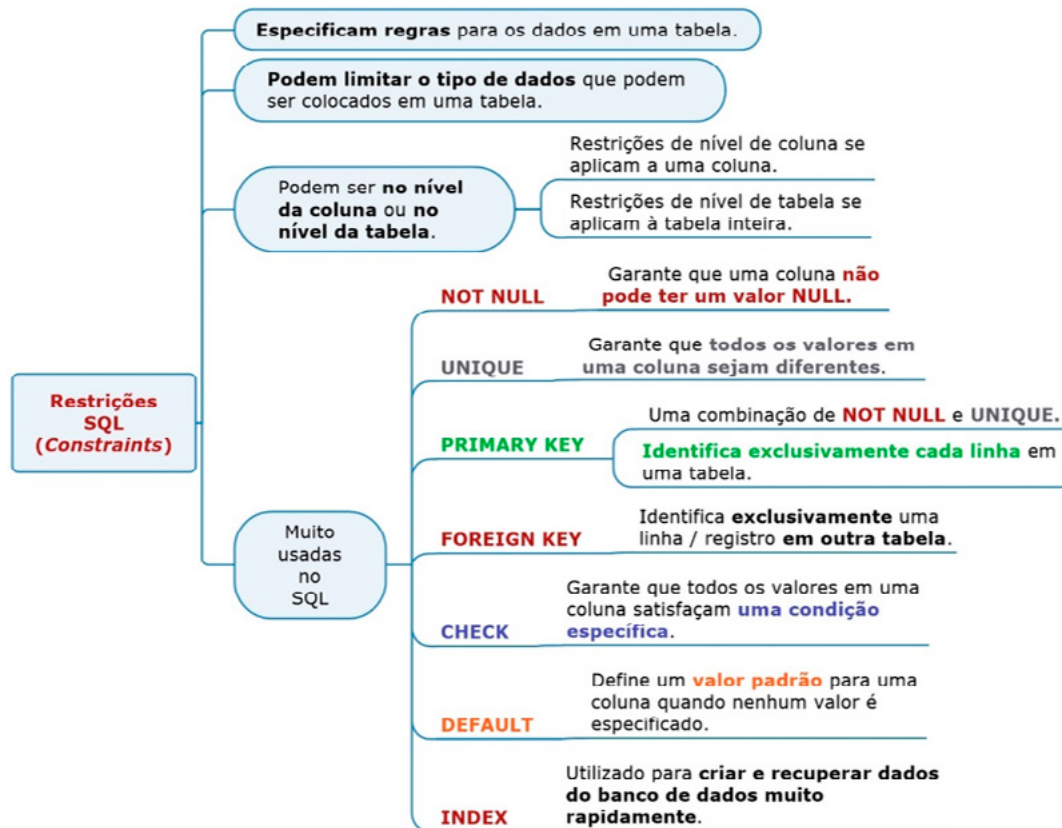 Especificam regras para os dados em uma tabela.
Podem limitar o tipo de dados que podem
ser colocados em uma tabela.
Podem ser no nível
da coluna ou no
nível da tabela.
Restrições de nível de coluna se
aplicam a uma coluna.
Restrições de nível de tabela se
aplicam à tabela inteira.
Restrições
SQL
(Constraints)
Muito
usadas
no
SQL
NOT NULL
Garante que uma coluna não
pode ter um valor NULL.
UNIQUE
Garante que todos os valores em
uma coluna sejam diferentes.
PRIMARY KEY
Uma combinação de NOT NULL e UNIQUE.
Identifica exclusivamente cada linha em
uma tabela.
FOREIGN KEY
Identifica exclusivamente uma
linha / registro em outra tabela.
CHECK
Garante que todos os valores em uma
coluna satisfaçam uma condição
específica.
DEFAULT
Define um valor padrão para uma
coluna quando nenhum valor é
especificado.
INDEX
Utilizado para criar e recuperar dados
do banco de dados muito
rapidamente.